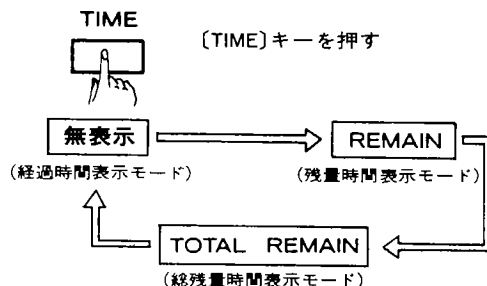 TIME
〔TIME〕キーを押す
無表示
REMAIN
(経過時間表示モード)
(残量時間表示モード)
TOTAL REMAIN
(総残量時間表示モード)